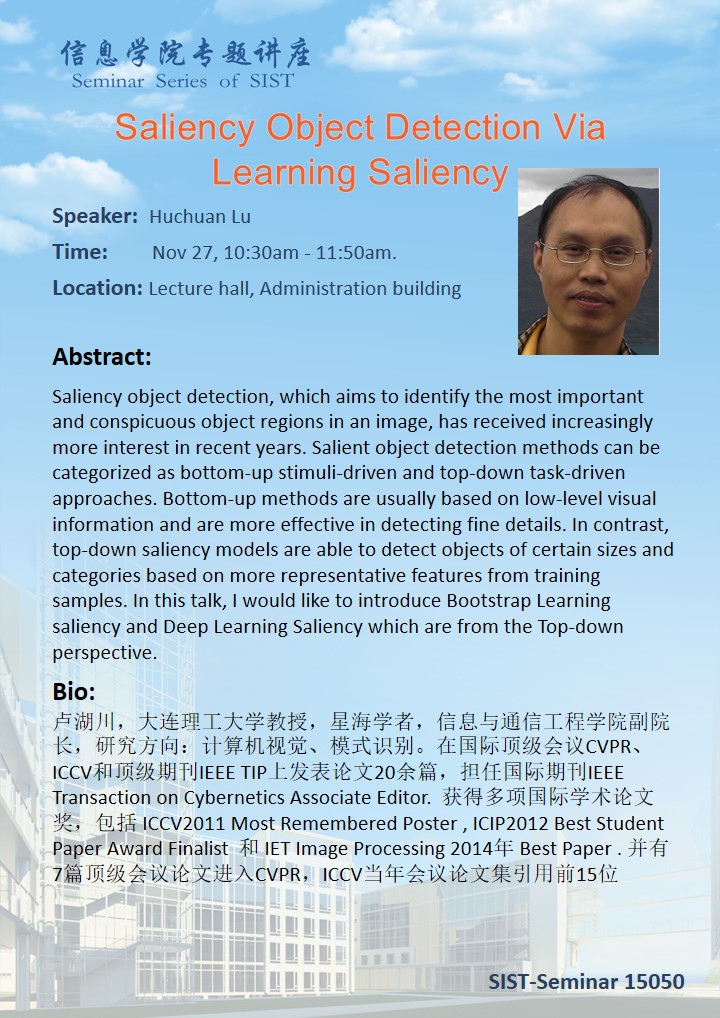 信息学院专题讲座
Seminar Series of SIST
Saliency Object Detection Via
Learning Saliency
Speaker: Huchuan Lu
Time: Nov 27, 10:30am - 11:50am.
Location: Lecture hall, Administration building
Abstract:
Saliency object detection, which aims to identify the most important
and conspicuous object regions in an image, has received increasingly
more interest in recent years. Salient object detection methods can be
categorized as bottom-up stimuli-driven and top-down task-driven
approaches. Bottom-up methods are usually based on low-level visual
information and are more effective in detecting fine details. In contrast,
top-down saliency models are able to detect objects of certain sizes and
categories based on more representative features from training
samples. In this talk, I would like to introduce Bootstrap Learning
saliency and Deep Learning Saliency which are from the Top-down
perspective.
Bio:
卢湖川，大连理工大学教授，星海学者，信息与通信工程学院副院
长，研究方向：计算机视觉、模式识别。在国际顶级会议CVPR、
ICCV和顶级期刊IEEE TIP上发表论文20余篇，担任国际期刊IEEE
Transaction on Cybernetics Associate Editor. 获得多项国际学术论文
奖，包括 ICCV2011 Most Remembered Poster , ICIP2012 Best Student
Paper Award Finalist 和 IET Image Processing 2014年 Best Paper . 并有
7篇顶级会议论文进入CVPR，ICCV当年会议论文集引用前15位
SIST-Seminar 15050